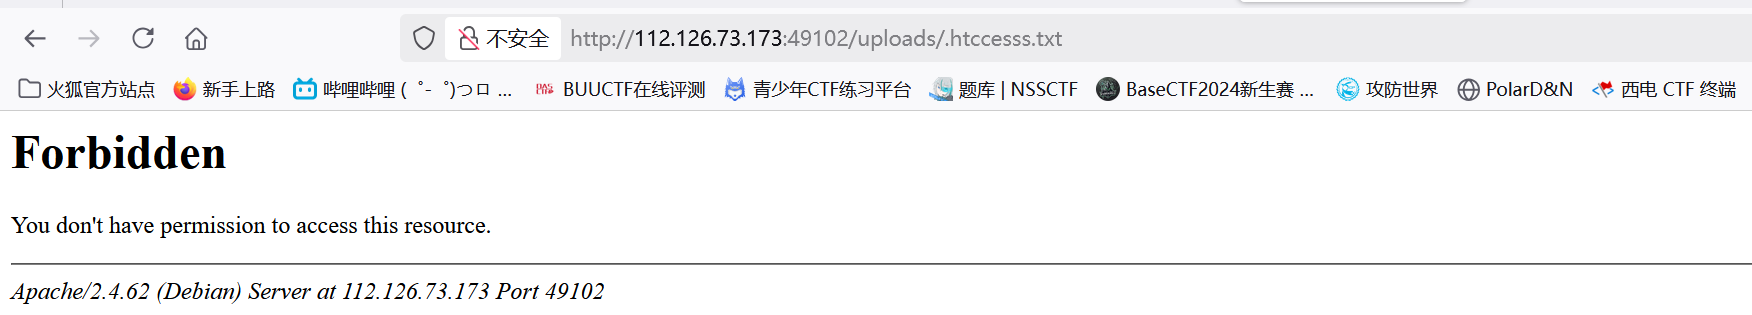 不安全 http://112.126.73.173:49102/uploads/.htccesss.txt
火狐官方站点 新手上路 哔哩哔哩 ( ゜- ゜)つロ ... BUUCTF在线评测 青少年CTF练习平台 题库 | NSSCTF BaseCTF2024新生赛 ... 攻防世界 PolarD&N 西电 CTF 终端
Forbidden
You don't have permission to access this resource.
Apache/2.4.62 (Debian) Server at 112.126.73.173 Port 49102